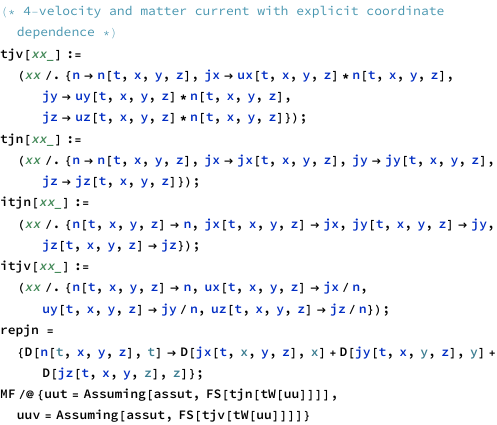 (* 4-velocity and matter current with explicit coordinate
dependence *)
tjv[xx_] :=
(xx /. {n → n[t, x, y, z], jx → ux[t, x, y, z] * n[t, x, y, z],
jy → uy[t, x, y, z] * n[t, x, y, z],
jz → uz[t, x, y, z] * n[t, x, y, z]});
tjn[xx_] :=
(xx /. {n → n[t, x, y, z], jx → jx[t, x, y, z], jy → jy[t, x, y, z],
jz → jz[t, x, y, z]});
itjn[xx_] :=
(xx /. {n[t, x, y, z] → n, jx[t, x, y, z] → jx, jy[t, x, y, z] → jy,
jz[t, x, y, z] → jz});
itjv[xx_] :=
(xx /. {n[t, x, y, z] → n, ux[t, x, y, z] → jx / n,
uy[t, x, y, z] → jy / n, uz[t, x, y, z] → jz / n});
repjn =
{D[n[t, x, y, z], t] → D[jx[t, x, y, z], x] + D[jy[t, x, y, z], y] +
D[jz[t, x, y, z], z]};
MF /@ {uut = Assuming[assut, FS[tjn[tW[uu]]]],
uuv = Assuming[assut, FS[tjv[tW[uu]]]]}